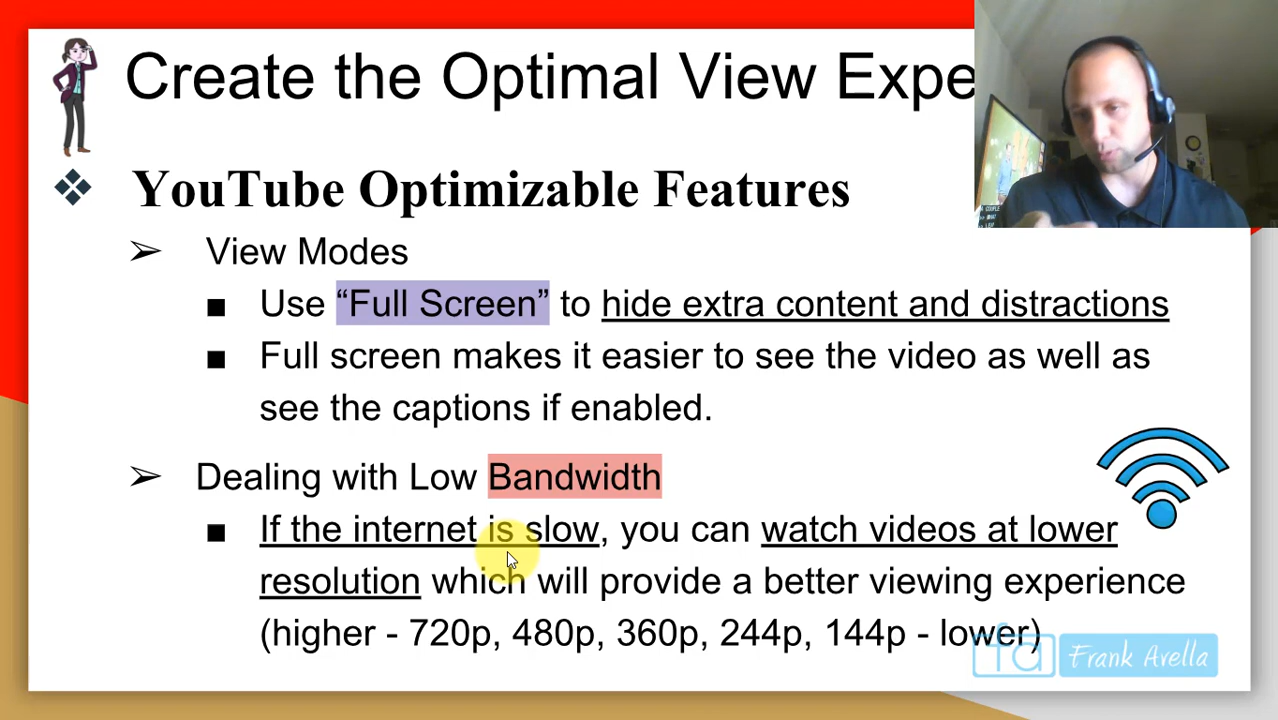 Create the Optimal View Expe
❖ YouTube Optimizable Features
➢ View Modes
■ Use “Full Screen” to hide extra content and distractions
■ Full screen makes it easier to see the video as well as
see the captions if enabled.
➢ Dealing with Low Bandwidth
■ If the internet is slow, you can watch videos at lower
resolution which will provide a better viewing experience
(higher - 720p, 480p, 360p, 244p, 144p - lower)
fa Frank Avella